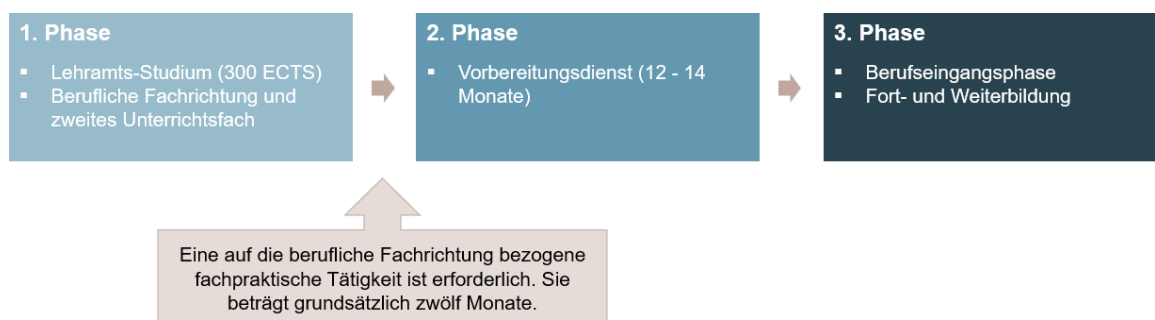 1. Phase
▪ Lehramts-Studium (300 ECTS)
▪ Berufliche Fachrichtung und
zweites Unterrichtsfach
2. Phase
▪ Vorbereitungsdienst (12 - 14
Monate)
3. Phase
▪ Berufseingangsphase
▪ Fort- und Weiterbildung
Eine auf die berufliche Fachrichtung bezogene
fachpraktische Tätigkeit ist erforderlich. Sie
beträgt grundsätzlich zwölf Monate.